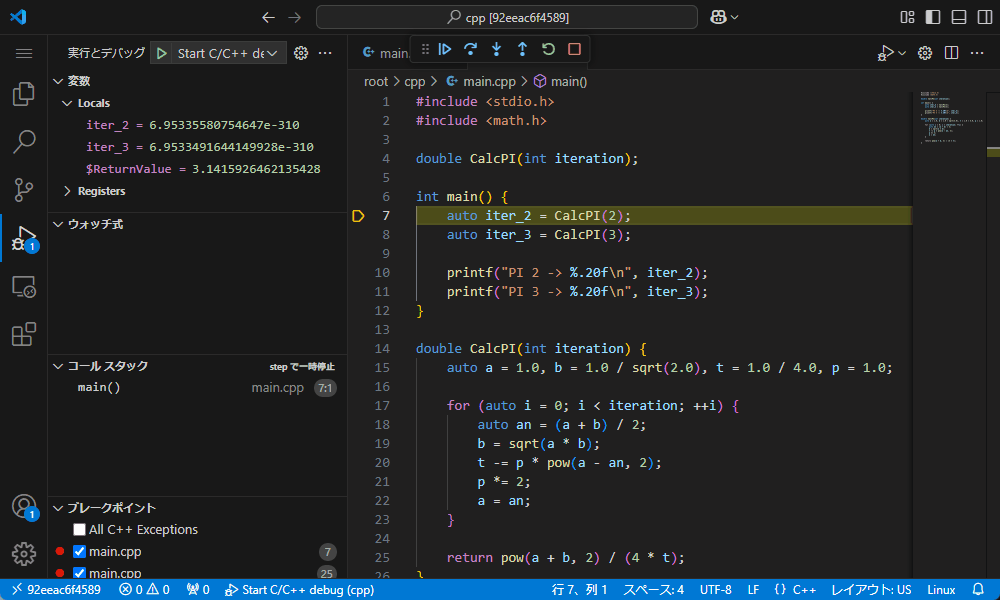 cpp [92eeac6f4589]
実行とデバッグ
Start C/C++ de
main.
変数
Locals
iter_2 = 6.95335580754647e-310
iter_3 = 6.9533491644149928e-310
$ReturnValue = 3.1415926462135428
Registers
ウォッチ式
コール スタック
step で一時停止
main()
main.cpp
7:1
ブレークポイント
All C++ Exceptions
main.cpp
7
main.cpp
25
1
1
root > cpp > main.cpp > main()
1 #include <stdio.h>
2 #include <math.h>
3
4 double CalcPI(int iteration);
5
6 int main() {
7     auto iter_2 = CalcPI(2);
8     auto iter_3 = CalcPI(3);
9
10     printf("PI 2 -> %.20f\n", iter_2);
11     printf("PI 3 -> %.20f\n", iter_3);
12 }
13
14 double CalcPI(int iteration) {
15     auto a = 1.0, b = 1.0 / sqrt(2.0), t = 1.0 / 4.0, p = 1.0;
16
17     for (auto i = 0; i < iteration; ++i) {
18         auto an = (a + b) / 2;
19         b = sqrt(a * b);
20         t -= p * pow(a - an, 2);
21         p *= 2;
22         a = an;
23     }
24
25     return pow(a + b, 2) / (4 * t);
26 }
92eeac6f4589
0
0
0
Start C/C++ debug (cpp)
行 7、列 1
スペース: 4
UTF-8
LF
{} C++
レイアウト: US
Linux